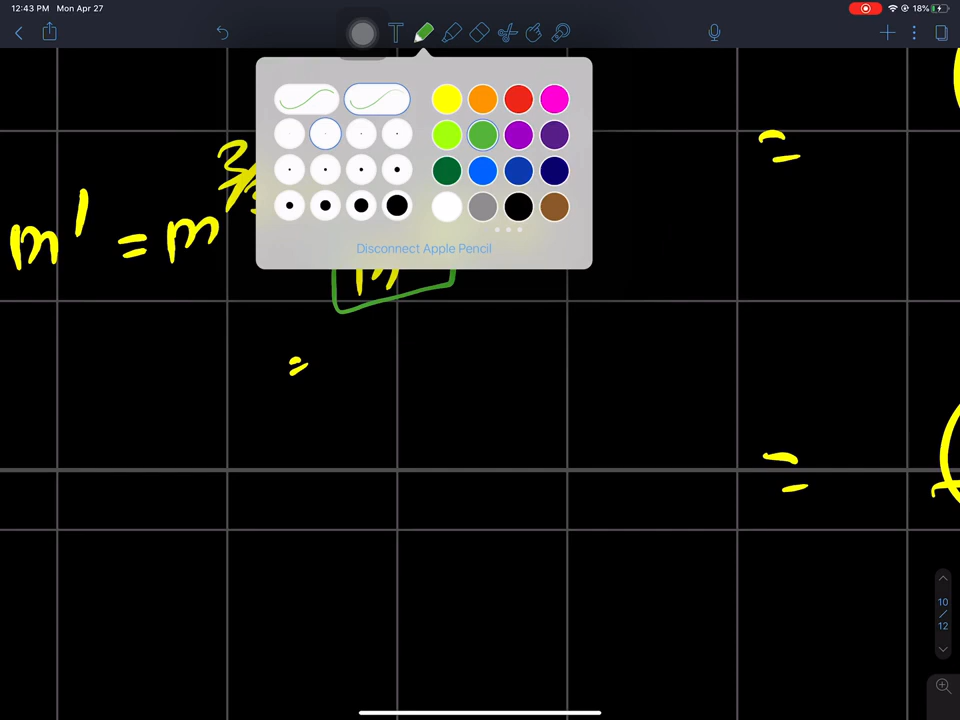 12:43 PM Mon Apr 27
18%
T
=
m' = m
Disconnect Apple Pencil
=
=
10
/
12